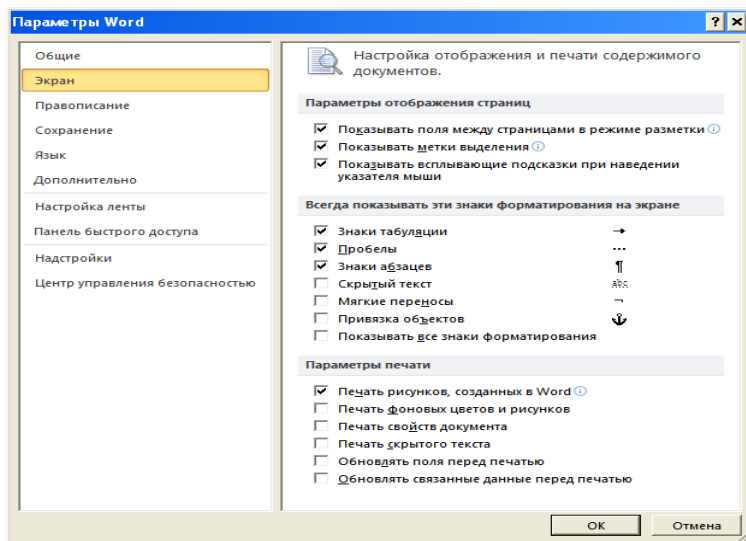 Параметры Word
Общие
Экран
Правописание
Сохранение
Язык
Дополнительно
Настройка ленты
Панель быстрого доступа
Надстройки
Центр управления безопасностью
Настройка отображения и печати содержимого
документов.
Параметры отображения страниц
Показывать поля между страницами в режиме разметки
Показывать метки выделения
Показывать всплывающие подсказки при наведении
указателя мыши
Всегда показывать эти знаки форматирования на экране
Знаки табуляции →
Пробелы ···
Знаки абзацев ¶
Скрытый текст abc
Мягкие переносы ¬
Привязка объектов
Показывать все знаки форматирования
Параметры печати
Печать рисунков, созданных в Word
Печать фоновых цветов и рисунков
Печать свойств документа
Печать скрытого текста
Обновлять поля перед печатью
Обновлять связанные данные перед печатью
ОК Отмена